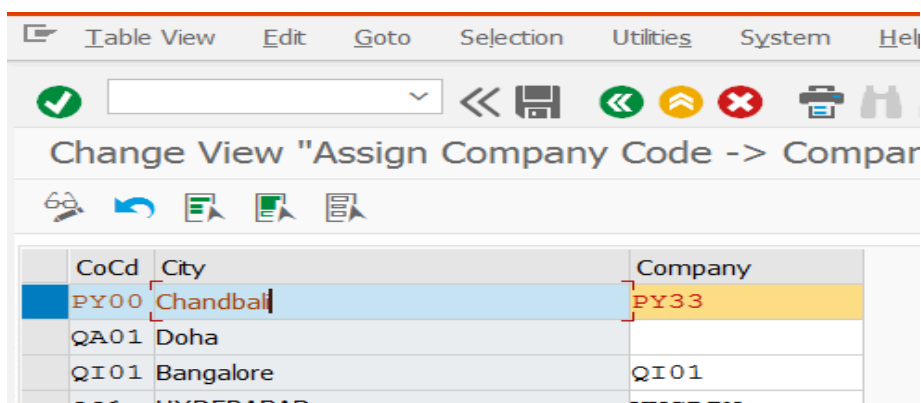 Table View Edit Goto Selection Utilities System Hel
Change View "Assign Company Code -> Compar
CoCd City Company
PY00 Chandbali PY33
QA01 Doha
QI01 Bangalore QI01